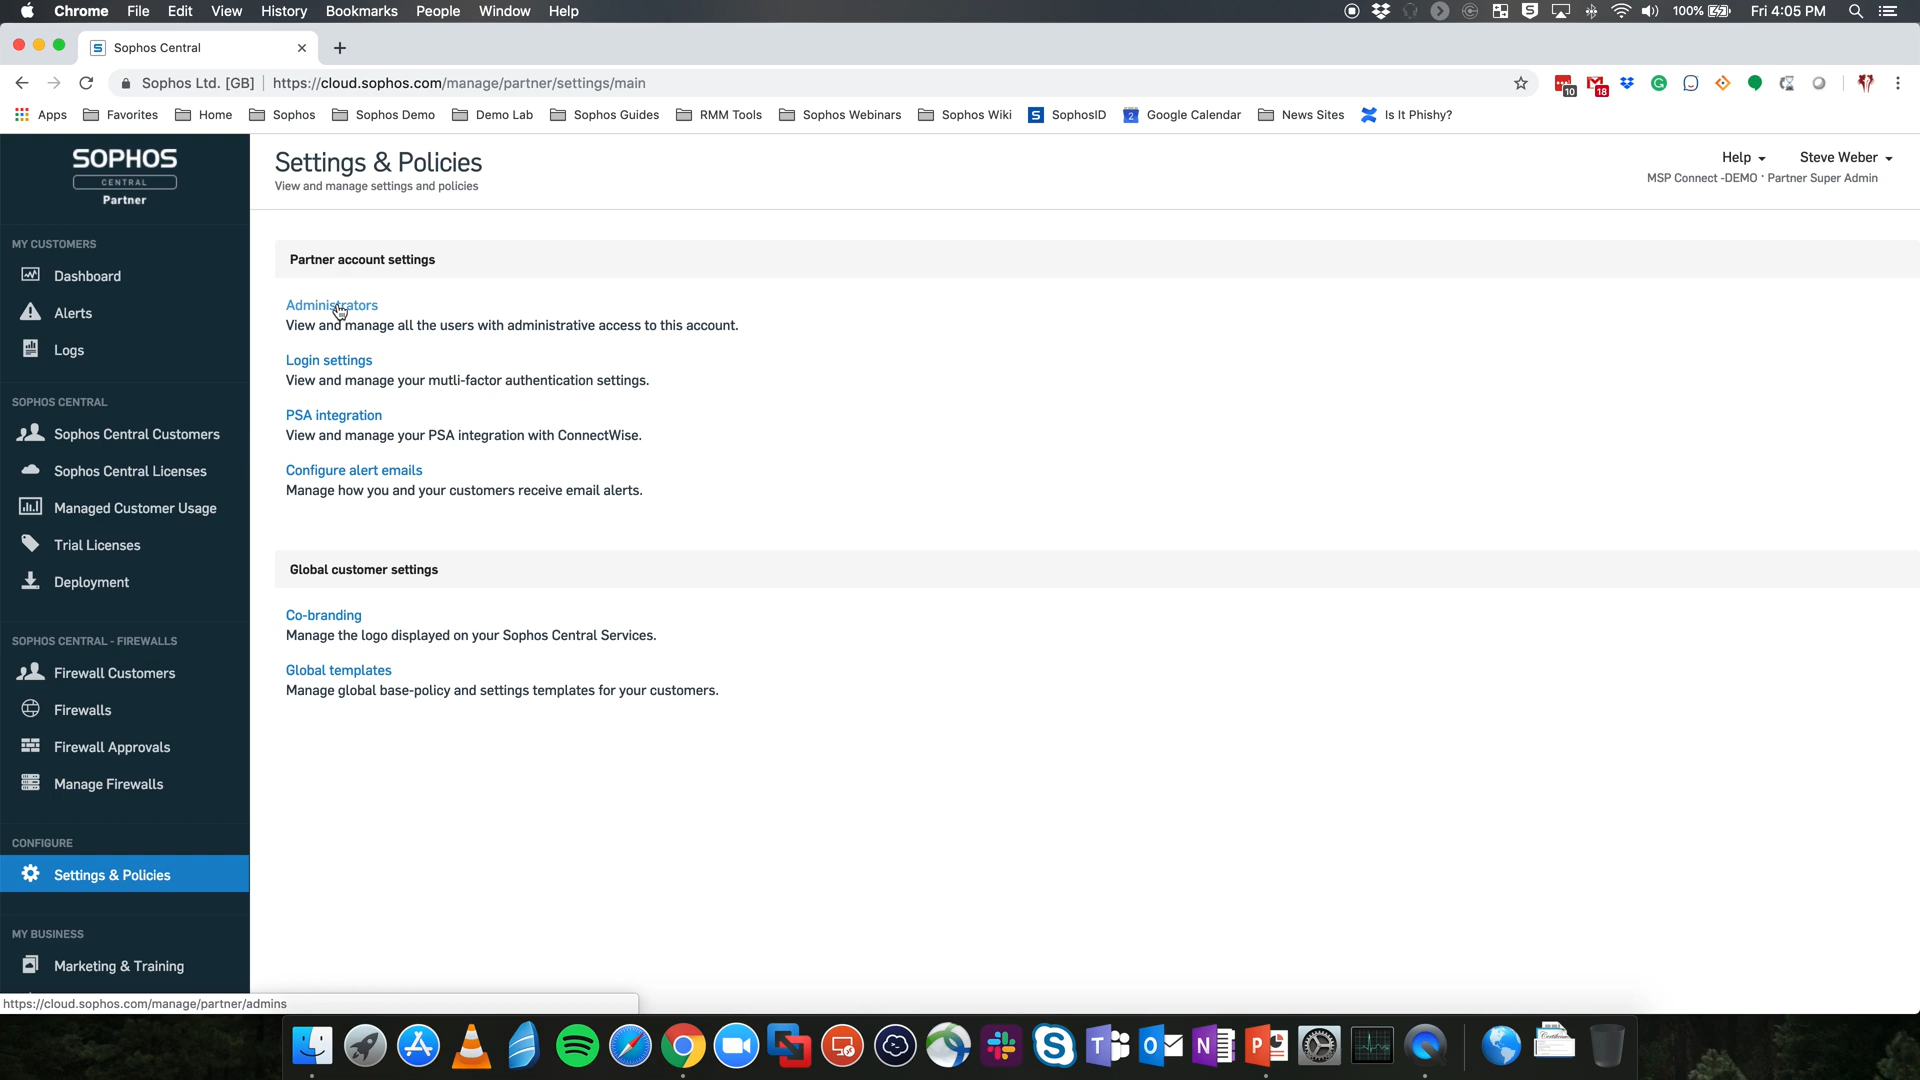 Chrome File Edit View History Bookmarks People Window Help 100% Fri 4:05 PM
S Sophos Central
Sophos Ltd. [GB] https://cloud.sophos.com/manage/partner/settings/main 10 18
Apps Favorites Home Sophos Sophos Demo Demo Lab Sophos Guides RMM Tools Sophos Webinars Sophos Wiki S SophosID 2 Google Calendar News Sites Is It Phishy?
SOPHOS
CENTRAL
Partner
Settings & Policies
View and manage settings and policies
Help Steve Weber
MSP Connect -DEMO · Partner Super Admin
MY CUSTOMERS
Dashboard
Alerts
Logs
SOPHOS CENTRAL
Sophos Central Customers
Sophos Central Licenses
Managed Customer Usage
Trial Licenses
Deployment
SOPHOS CENTRAL - FIREWALLS
Firewall Customers
Firewalls
Firewall Approvals
Manage Firewalls
CONFIGURE
Settings & Policies
MY BUSINESS
Marketing & Training
Partner account settings
Administrators
View and manage all the users with administrative access to this account.
Login settings
View and manage your mutli-factor authentication settings.
PSA integration
View and manage your PSA integration with ConnectWise.
Configure alert emails
Manage how you and your customers receive email alerts.
Global customer settings
Co-branding
Manage the logo displayed on your Sophos Central Services.
Global templates
Manage global base-policy and settings templates for your customers.
https://cloud.sophos.com/manage/partner/admins